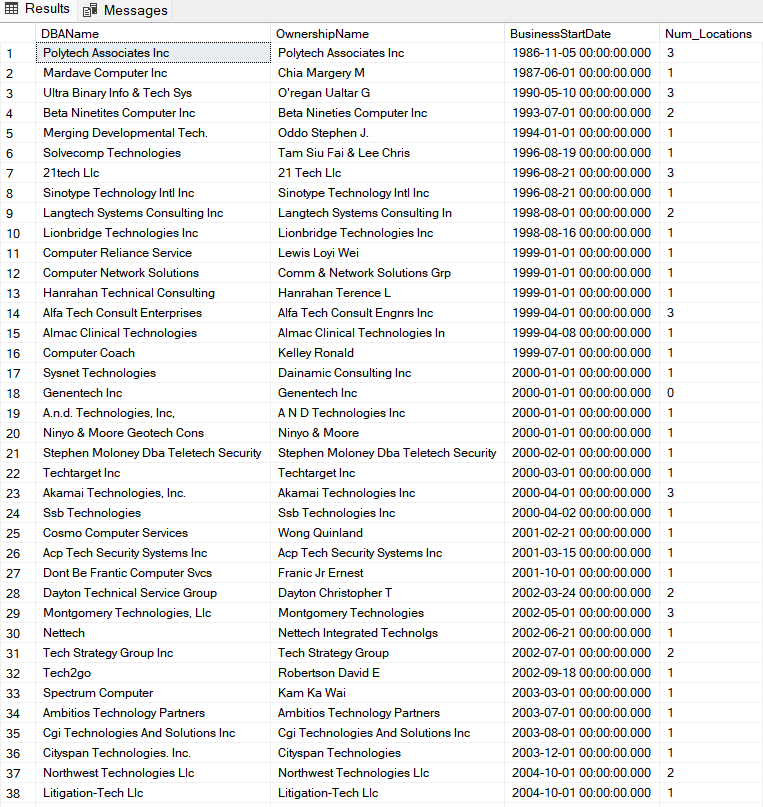 Results Messages
DBAName OwnershipName BusinessStartDate Num_Locations
1 Polytech Associates Inc Polytech Associates Inc 1986-11-05 00:00:00.000 3
2 Mardave Computer Inc Chia Margery M 1987-06-01 00:00:00.000 1
3 Ultra Binary Info & Tech Sys O'regan Ualtar G 1990-05-10 00:00:00.000 3
4 Beta Ninetites Computer Inc Beta Nineties Computer Inc 1993-07-01 00:00:00.000 2
5 Merging Developmental Tech. Oddo Stephen J. 1994-01-01 00:00:00.000 1
6 Solvecomp Technologies Tam Siu Fai & Lee Chris 1996-08-19 00:00:00.000 1
7 21tech Llc 21 Tech Llc 1996-08-21 00:00:00.000 3
8 Sinotype Technology Intl Inc Sinotype Technology Intl Inc 1996-08-21 00:00:00.000 1
9 Langtech Systems Consulting Inc Langtech Systems Consulting In 1998-08-01 00:00:00.000 2
10 Lionbridge Technologies Inc Lionbridge Technologies Inc 1998-08-16 00:00:00.000 1
11 Computer Reliance Service Lewis Loyi Wei 1999-01-01 00:00:00.000 1
12 Computer Network Solutions Comm & Network Solutions Grp 1999-01-01 00:00:00.000 1
13 Hanrahan Technical Consulting Hanrahan Terence L 1999-01-01 00:00:00.000 1
14 Alfa Tech Consult Enterprises Alfa Tech Consult Engnrs Inc 1999-04-01 00:00:00.000 3
15 Almac Clinical Technologies Almac Clinical Technologies In 1999-04-08 00:00:00.000 1
16 Computer Coach Kelley Ronald 1999-07-01 00:00:00.000 1
17 Sysnet Technologies Dainamic Consulting Inc 2000-01-01 00:00:00.000 1
18 Genentech Inc Genentech Inc 2000-01-01 00:00:00.000 0
19 A.n.d. Technologies, Inc, A N D Technologies Inc 2000-01-01 00:00:00.000 1
20 Ninyo & Moore Geotech Cons Ninyo & Moore 2000-01-01 00:00:00.000 1
21 Stephen Moloney Dba Teletech Security Stephen Moloney Dba Teletech Security 2000-02-01 00:00:00.000 1
22 Techtarget Inc Techtarget Inc 2000-03-01 00:00:00.000 1
23 Akamai Technologies, Inc. Akamai Technologies Inc 2000-04-01 00:00:00.000 3
24 Ssb Technologies Ssb Technologies Inc 2000-04-02 00:00:00.000 1
25 Cosmo Computer Services Wong Quinland 2001-02-21 00:00:00.000 1
26 Acp Tech Security Systems Inc Acp Tech Security Systems Inc 2001-03-15 00:00:00.000 1
27 Dont Be Frantic Computer Svcs Franic Jr Ernest 2001-10-01 00:00:00.000 1
28 Dayton Technical Service Group Dayton Christopher T 2002-03-24 00:00:00.000 2
29 Montgomery Technologies, Llc Montgomery Technologies 2002-05-01 00:00:00.000 3
30 Nettech Nettech Integrated Technolgs 2002-06-21 00:00:00.000 1
31 Tech Strategy Group Inc Tech Strategy Group 2002-07-01 00:00:00.000 2
32 Tech2go Robertson David E 2002-09-18 00:00:00.000 1
33 Spectrum Computer Kam Ka Wai 2003-03-01 00:00:00.000 1
34 Ambitios Technology Partners Ambitios Technology Partners 2003-07-01 00:00:00.000 1
35 Cgi Technologies And Solutions Inc Cgi Technologies And Solutions Inc 2003-08-01 00:00:00.000 1
36 Cityspan Technologies. Inc. Cityspan Technologies 2003-12-01 00:00:00.000 1
37 Northwest Technologies Llc Northwest Technologies Llc 2004-10-01 00:00:00.000 2
38 Litigation-Tech Llc Litigation-Tech Llc 2004-10-01 00:00:00.000 1